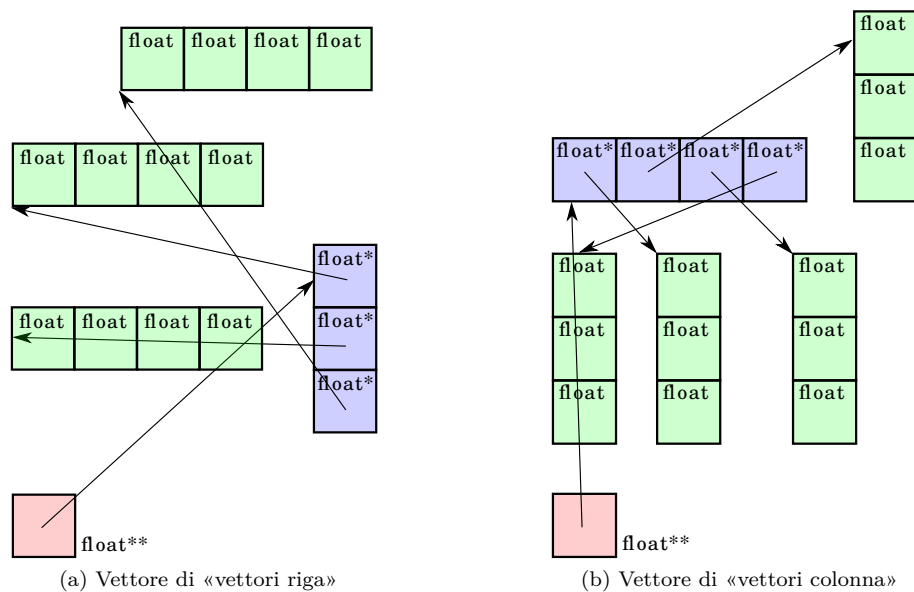 float float float float
float float float float
float*
float float float float
float*
float*
float**
(a) Vettore di «vettori riga»
float
float
float
float* float* float* float*
float float float
float float float
float float float
float**
(b) Vettore di «vettori colonna»